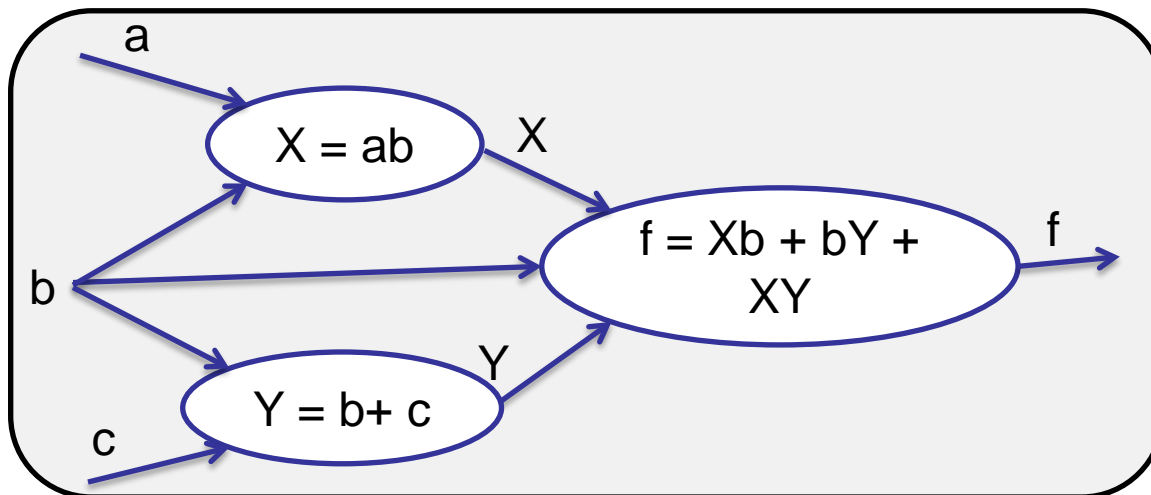 a
X = ab
X
f = Xb + bY +
XY
f
b
Y
Y = b+ c
c